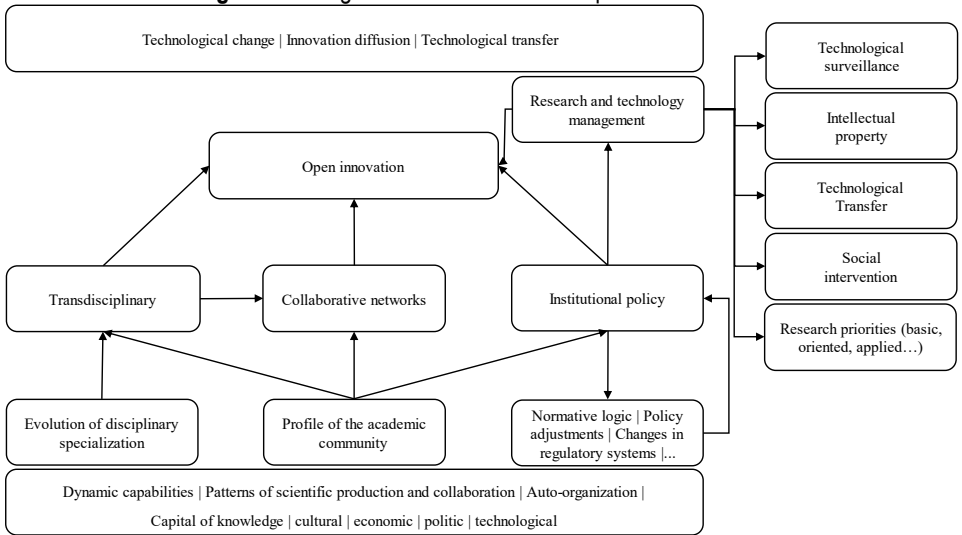 Technological change | Innovation diffusion | Technological transfer
Technological
surveillance
Research and technology
management
Intellectual
property
Open innovation
Technological
Transfer
Social
intervention
Transdisciplinary
Collaborative networks
Institutional policy
Research priorities (basic,
oriented, applied…)
Evolution of disciplinary
specialization
Profile of the academic
community
Normative logic | Policy
adjustments | Changes in
regulatory systems |...
Dynamic capabilities | Patterns of scientific production and collaboration | Auto-organization |
Capital of knowledge | cultural | economic | politic | technological